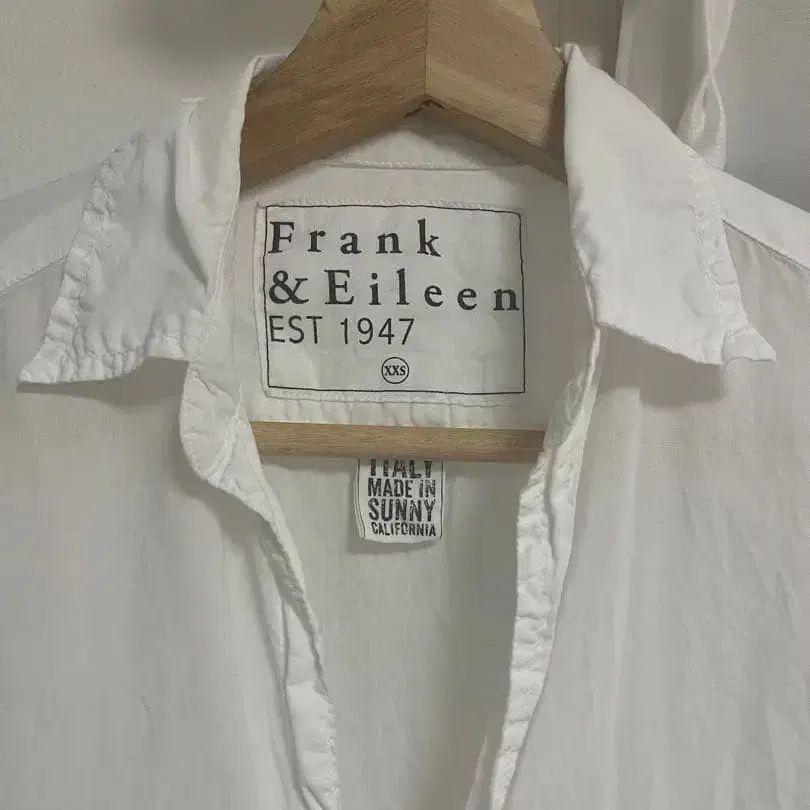 Frank
& Eileen
EST 1947
XXS
ITALY
MADE IN
SUNNY
CALIFORNIA